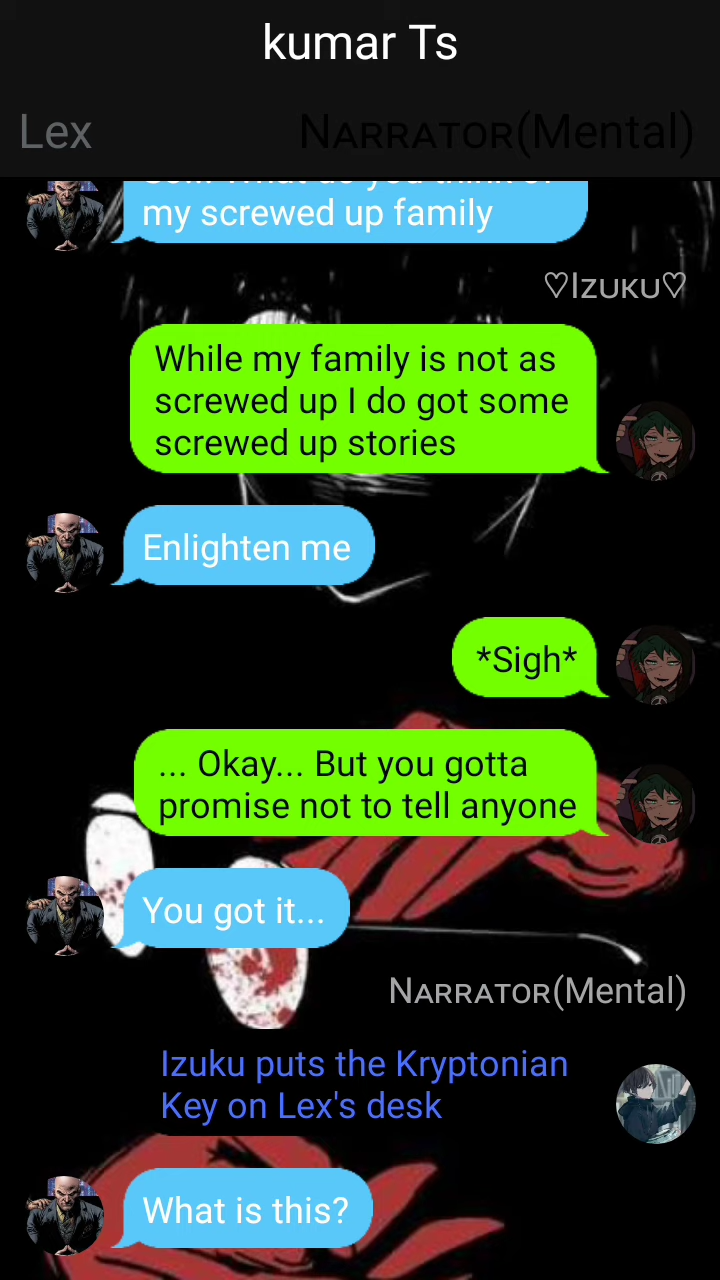 kumar Ts
Lex
NARRATOR(Mental)
my screwed up family
♡IZUKU♡
While my family is not as
screwed up I do got some
screwed up stories
Enlighten me
*Sigh*
... Okay... But you gotta
promise not to tell anyone
You got it...
NARRATOR(Mental)
Izuku puts the Kryptonian
Key on Lex's desk
What is this?